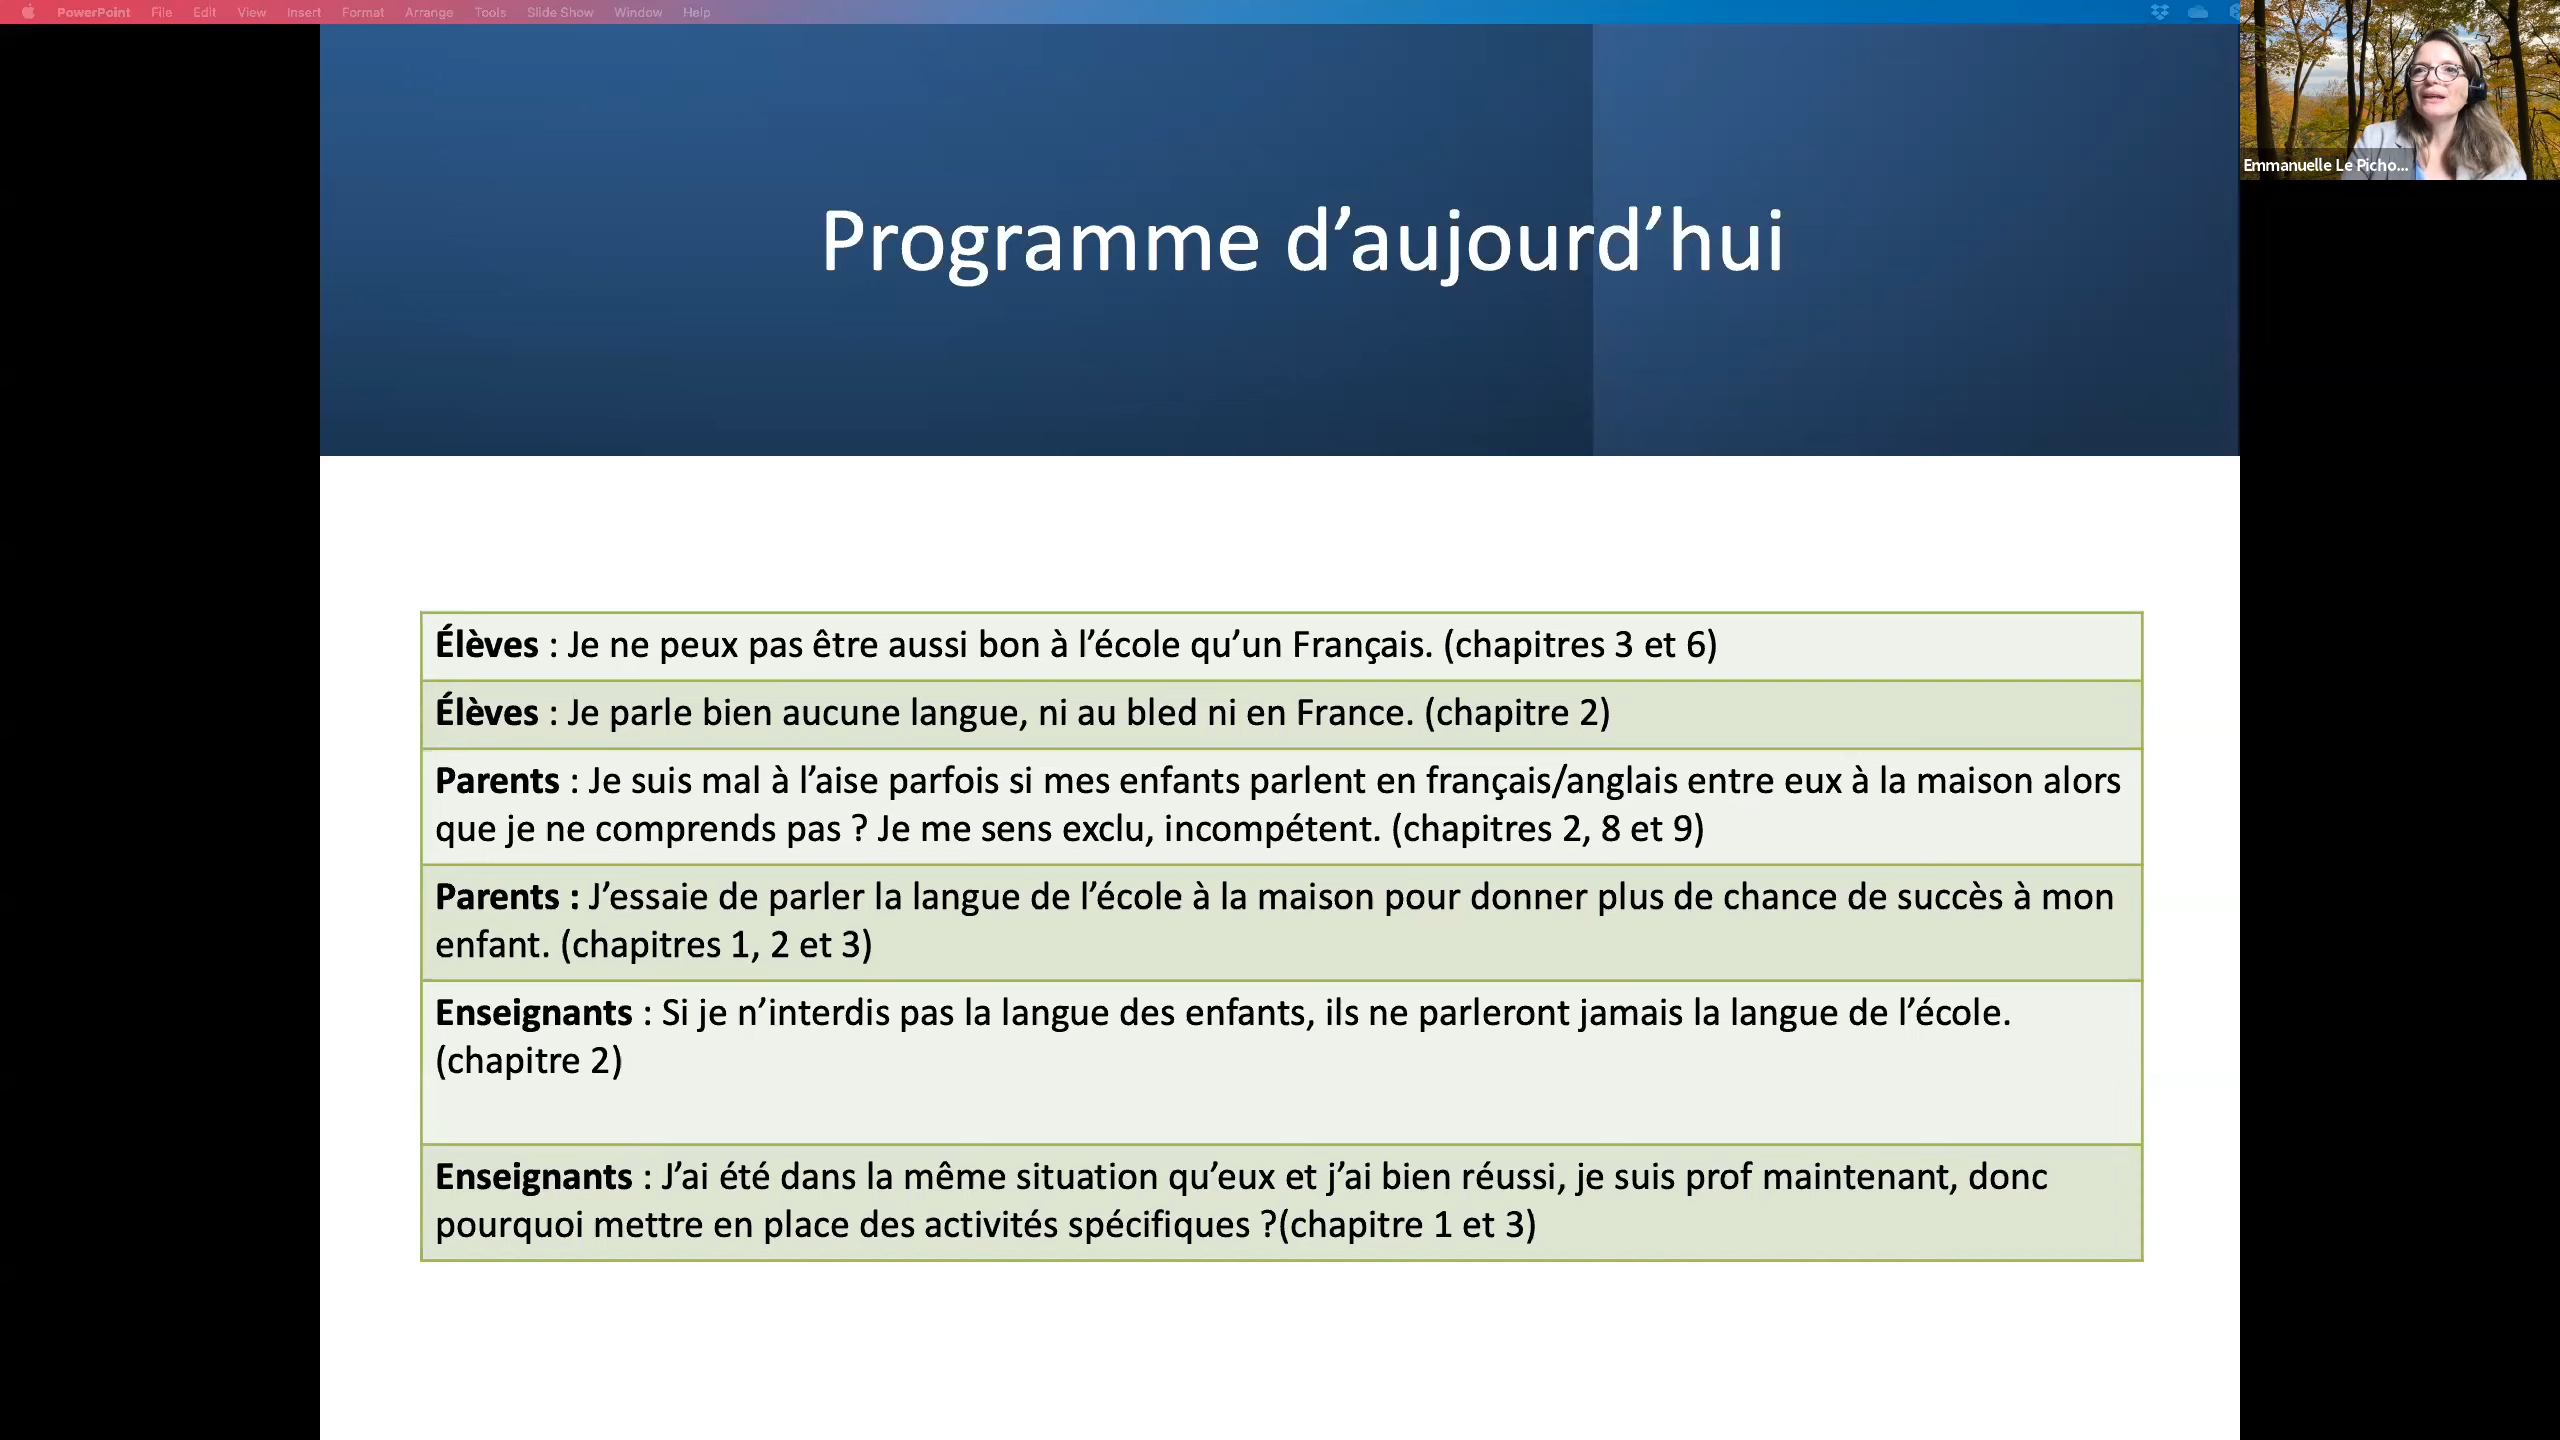 PowerPoint File Edit View Insert Format Arrange Tools Slide Show Window Help
Emmanuelle Le Picho...
Programme d’aujourd’hui
Élèves : Je ne peux pas être aussi bon à l’école qu’un Français. (chapitres 3 et 6)
Élèves : Je parle bien aucune langue, ni au bled ni en France. (chapitre 2)
Parents : Je suis mal à l’aise parfois si mes enfants parlent en français/anglais entre eux à la maison alors
que je ne comprends pas ? Je me sens exclu, incompétent. (chapitres 2, 8 et 9)
Parents : J’essaie de parler la langue de l’école à la maison pour donner plus de chance de succès à mon
enfant. (chapitres 1, 2 et 3)
Enseignants : Si je n’interdis pas la langue des enfants, ils ne parleront jamais la langue de l’école.
(chapitre 2)
Enseignants : J’ai été dans la même situation qu’eux et j’ai bien réussi, je suis prof maintenant, donc
pourquoi mettre en place des activités spécifiques ?(chapitre 1 et 3)